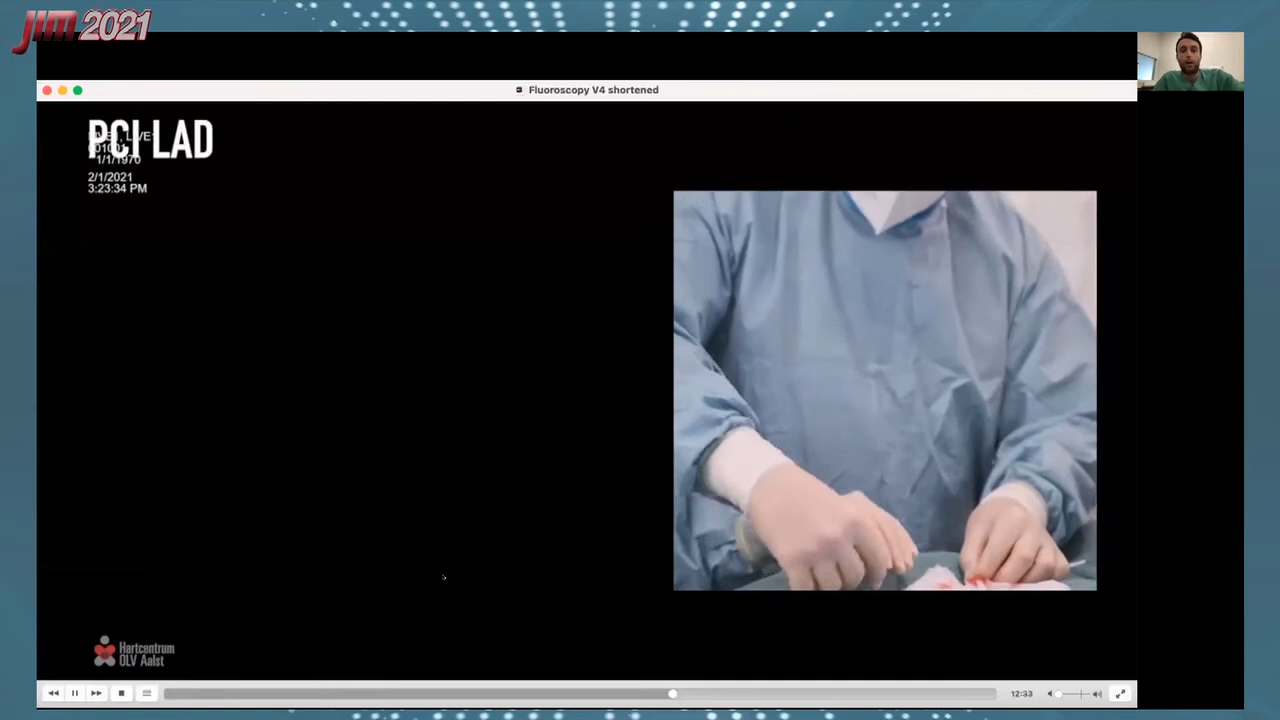 JIM 2021
Fluoroscopy V4 shortened
PCI LAD
1/1/1970
2/1/2021
3:23:34 PM
Hartcentrum
OLV Aalst
12:33